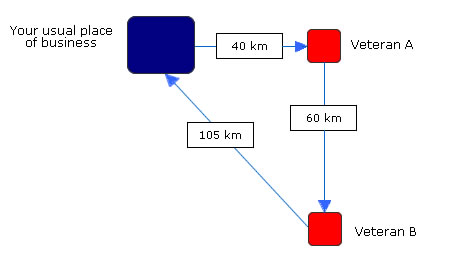 Your usual place
of business
40 km
Veteran A
60 km
105 km
Veteran B